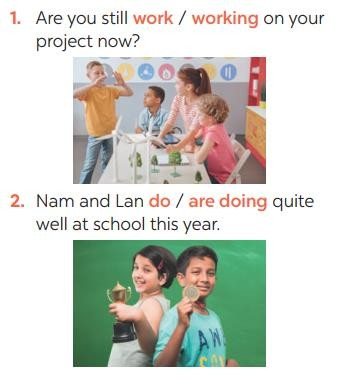 1. Are you still work / working on your
project now?
2. Nam and Lan do / are doing quite
well at school this year.